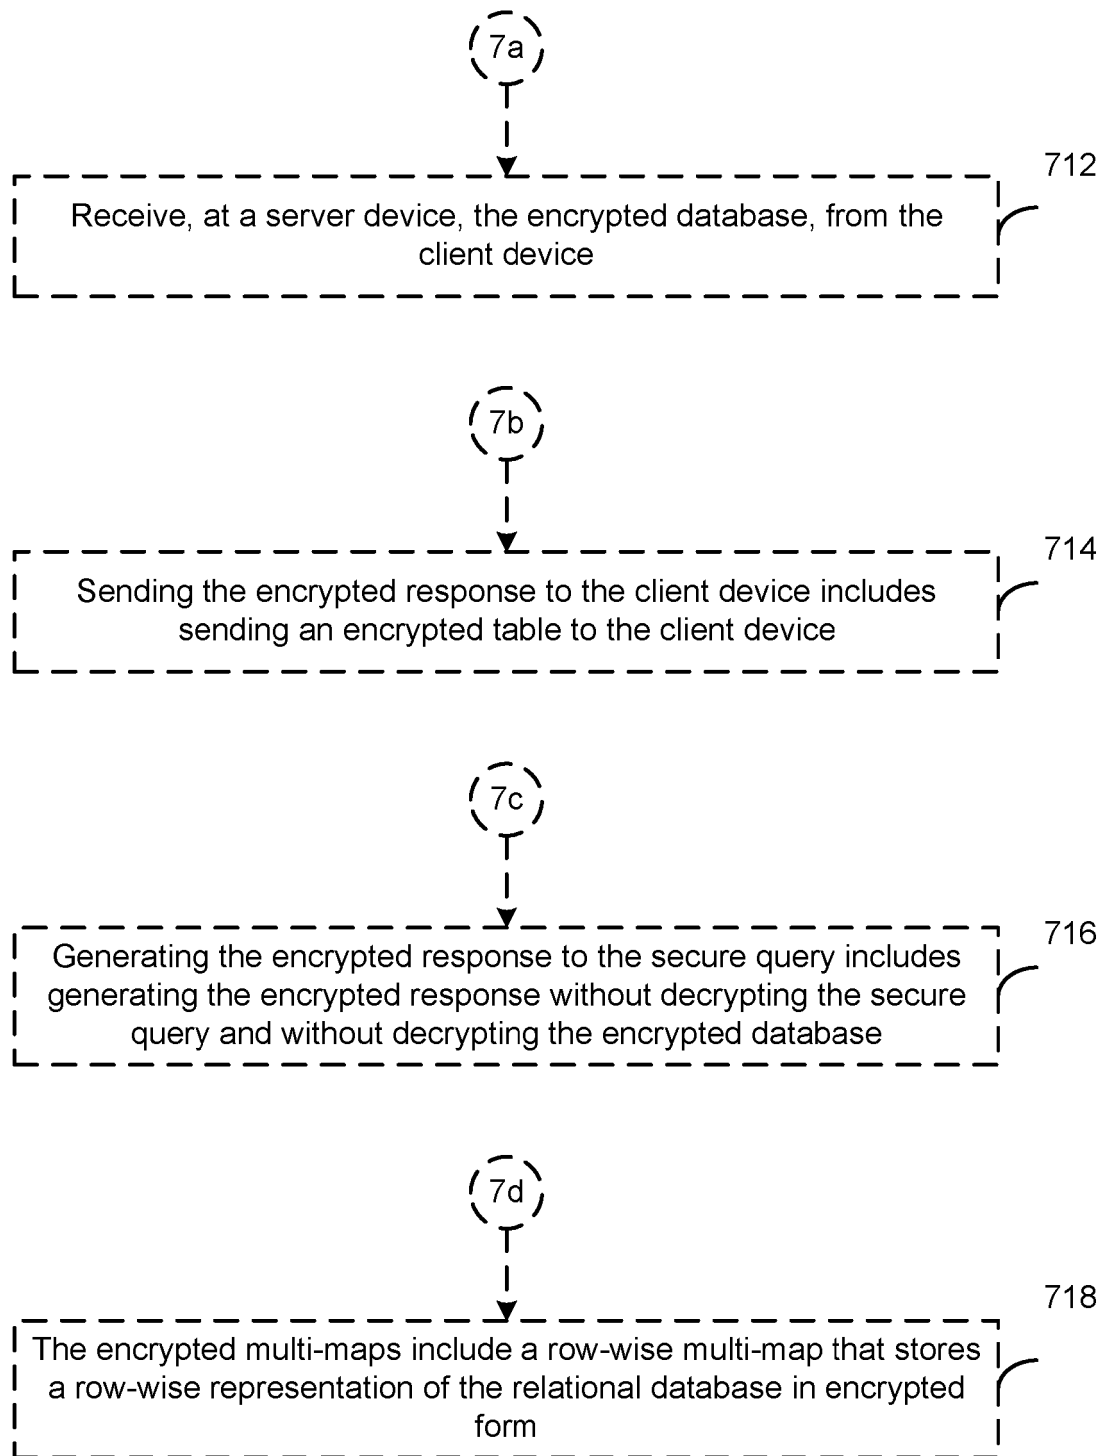 7a
712
Receive, at a server device, the encrypted database, from the
client device
7b
714
Sending the encrypted response to the client device includes
sending an encrypted table to the client device
7c
716
Generating the encrypted response to the secure query includes
generating the encrypted response without decrypting the secure
query and without decrypting the encrypted database
7d
718
The encrypted multi-maps include a row-wise multi-map that stores
a row-wise representation of the relational database in encrypted
form